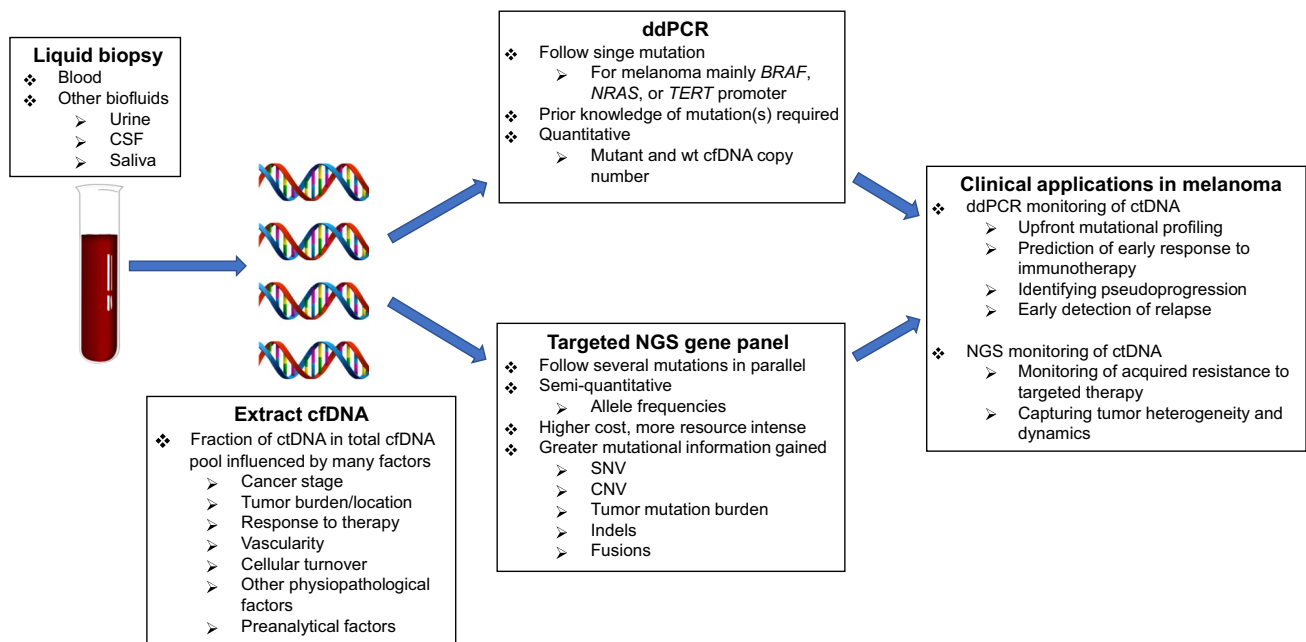 Liquid biopsy
❖ Blood
❖ Other biofluids
➢ Urine
➢ CSF
➢ Saliva
Extract cfDNA
❖ Fraction of ctDNA in total cfDNA
pool influenced by many factors
➢ Cancer stage
➢ Tumor burden/location
➢ Response to therapy
➢ Vascularity
➢ Cellular turnover
➢ Other physiopathological
factors
➢ Preanalytical factors
ddPCR
❖ Follow singe mutation
➢ For melanoma mainly BRAF,
NRAS, or TERT promoter
❖ Prior knowledge of mutation(s) required
❖ Quantitative
➢ Mutant and wt cfDNA copy
number
Targeted NGS gene panel
❖ Follow several mutations in parallel
❖ Semi-quantitative
➢ Allele frequencies
❖ Higher cost, more resource intense
❖ Greater mutational information gained
➢ SNV
➢ CNV
➢ Tumor mutation burden
➢ Indels
➢ Fusions
Clinical applications in melanoma
❖ ddPCR monitoring of ctDNA
➢ Upfront mutational profiling
➢ Prediction of early response to
immunotherapy
➢ Identifying pseudoprogression
➢ Early detection of relapse
❖ NGS monitoring of ctDNA
➢ Monitoring of acquired resistance to
targeted therapy
➢ Capturing tumor heterogeneity and
dynamics